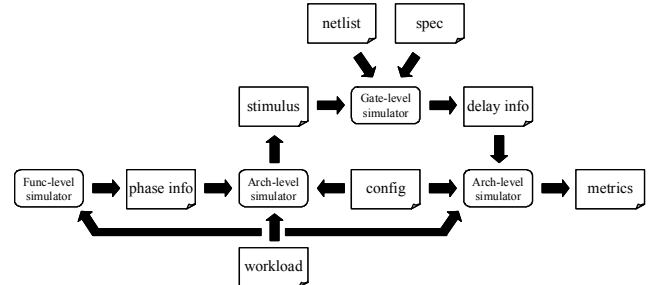 netlist
spec
stimulus
Gate-level
simulator
delay info
Func-level
simulator
phase info
Arch-level
simulator
config
Arch-level
simulator
metrics
workload